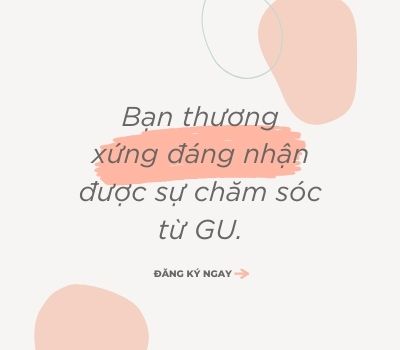 Bạn thương
xứng đáng nhận
được sự chăm sóc
từ GU.
ĐĂNG KÝ NGAY